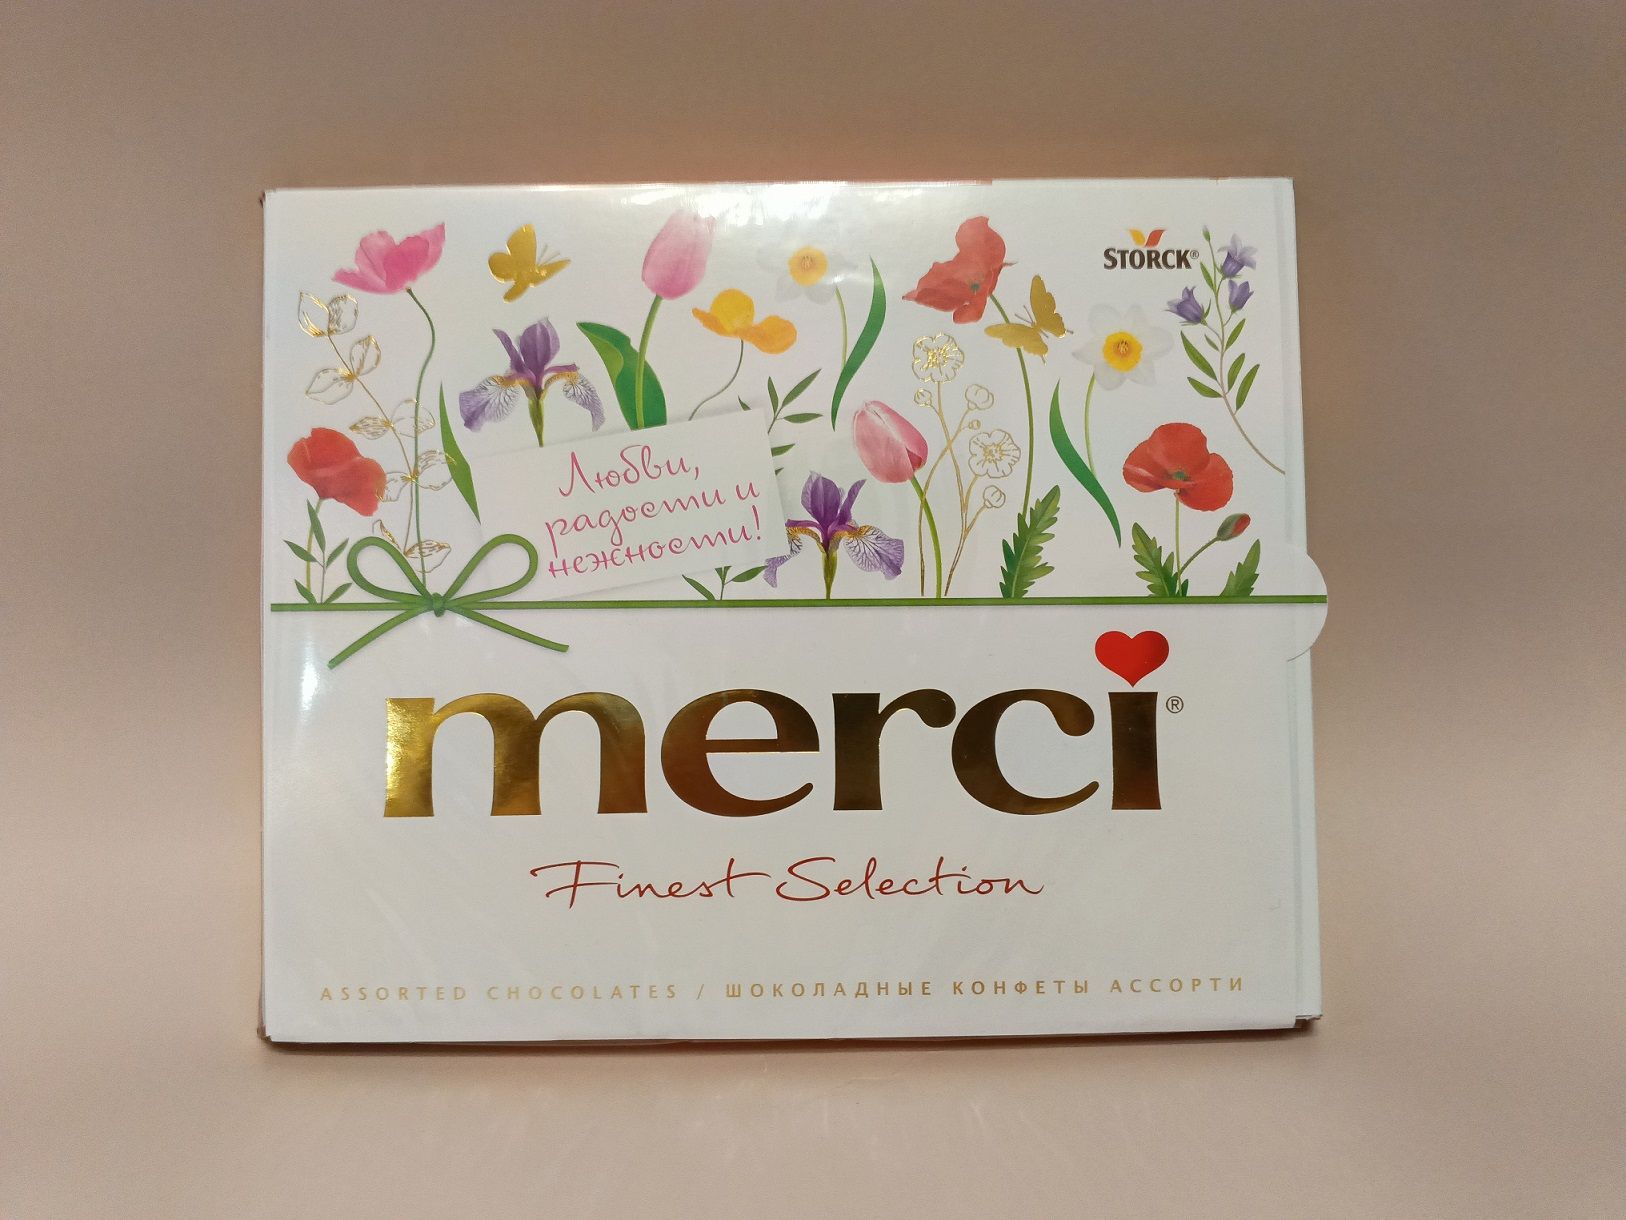 STORCK®
Любви,
радости и
нежности!
merci®
Finest Selection
ASSORTED CHOCOLATES / ШОКОЛАДНЫЕ КОНФЕТЫ АССОРТИ